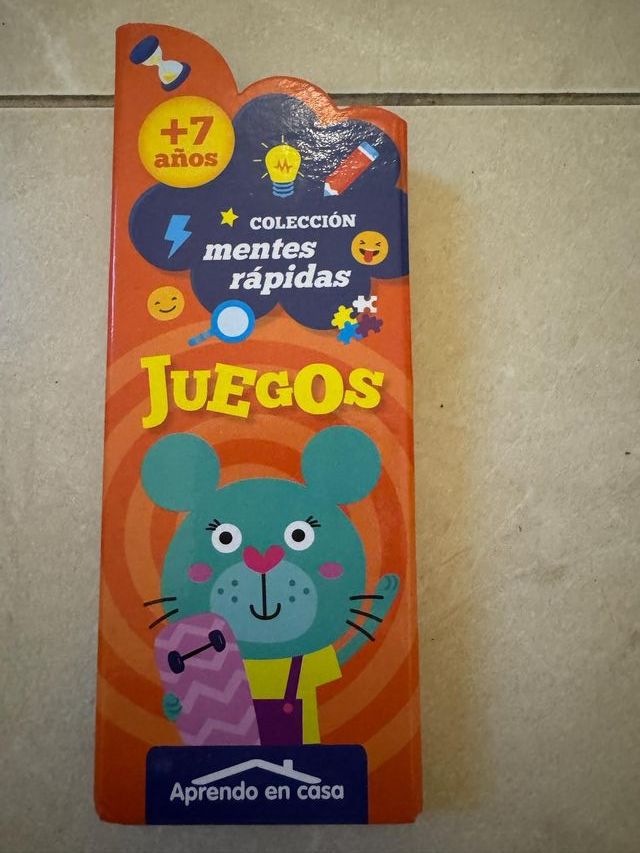 +7
años
COLECCIÓN
mentes
rápidas
JUEGOS
Aprendo en casa